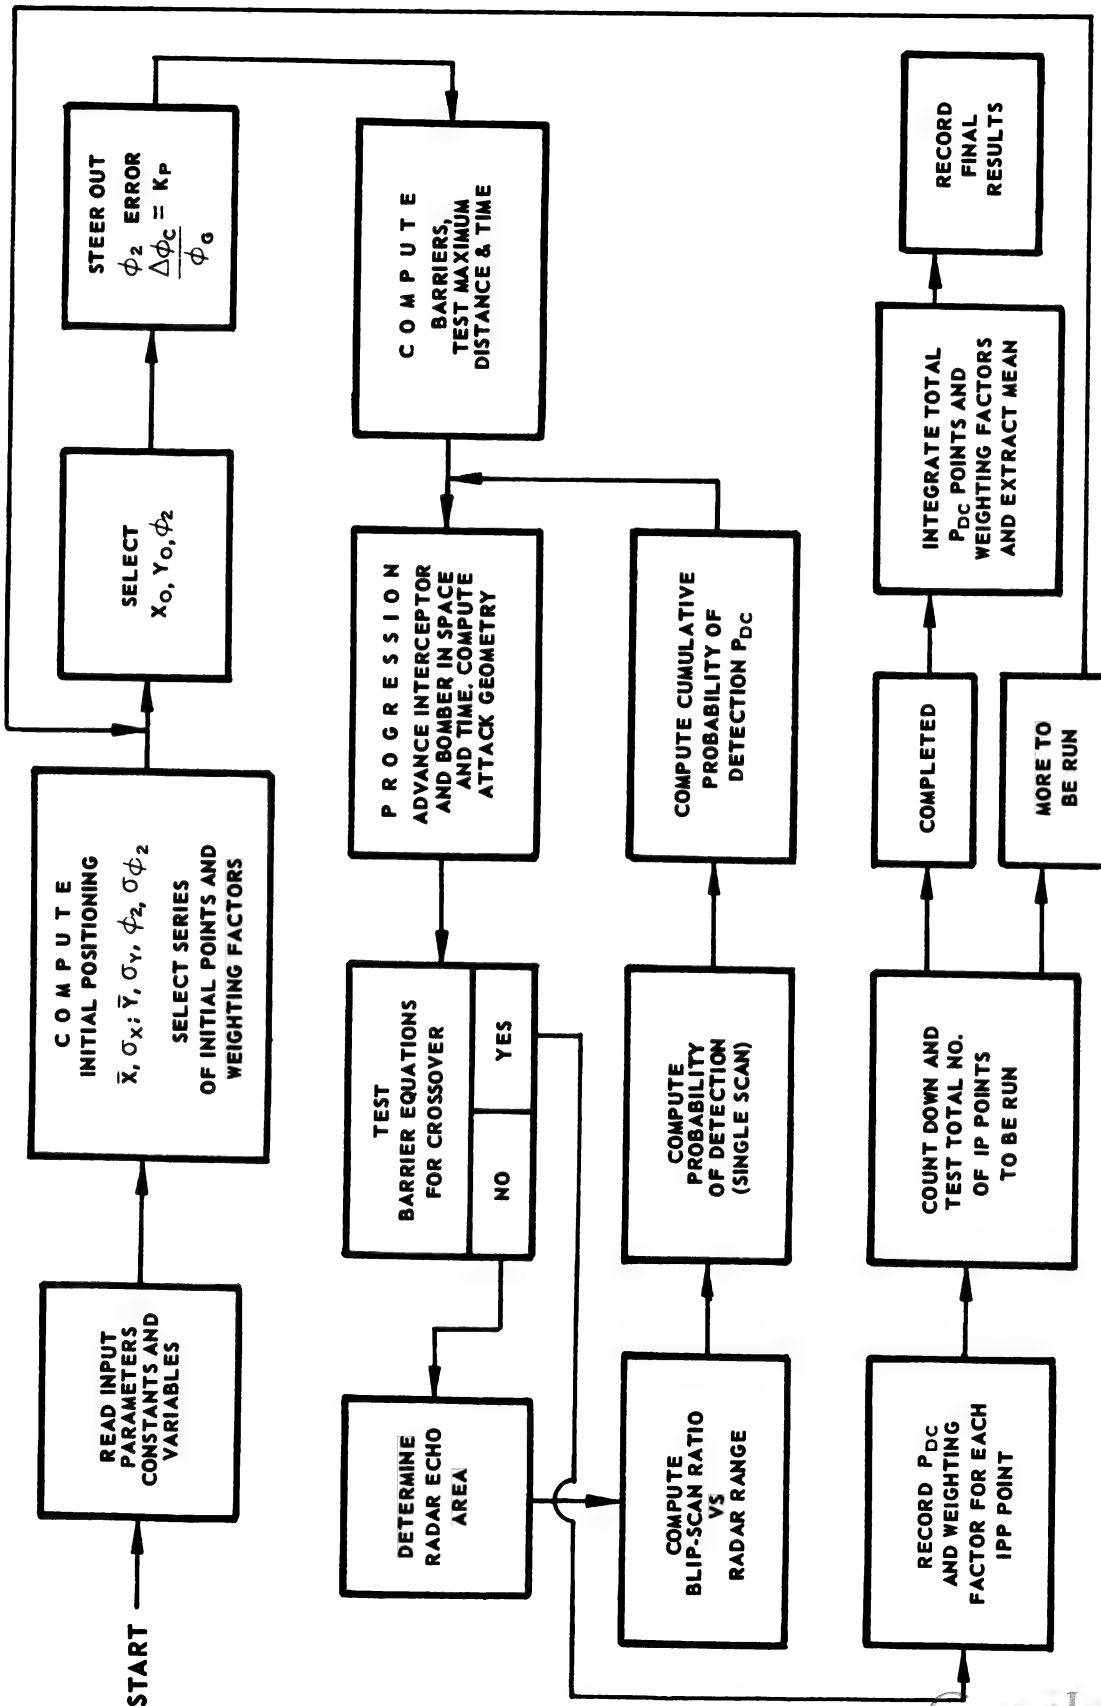 START
READ INPUT
PARAMETERS
CONSTANTS AND
VARIABLES
COMPUTE
INITIAL POSITIONING
X̄, σX; Ȳ, σY, ϕ2, σϕ2
SELECT SERIES
OF INITIAL POINTS AND
WEIGHTING FACTORS
SELECT
XO, YO, ϕ2
STEER OUT
ϕ2 ERROR
ΔϕC = KP
ϕG
COMPUTE
BARRIERS,
TEST MAXIMUM
DISTANCE & TIME
PROGRESSION
ADVANCE INTERCEPTOR
AND BOMBER IN SPACE
AND TIME. COMPUTE
ATTACK GEOMETRY
TEST
BARRIER EQUATIONS
FOR CROSSOVER
NO
YES
DETERMINE
RADAR ECHO
AREA
COMPUTE
BLIP-SCAN RATIO
VS
RADAR RANGE
COMPUTE
PROBABILITY
OF DETECTION
(SINGLE SCAN)
COMPUTE CUMULATIVE
PROBABILITY OF
DETECTION PDC
RECORD PDC
AND WEIGHTING
FACTOR FOR EACH
IPP POINT
COUNT DOWN AND
TEST TOTAL NO.
OF IP POINTS
TO BE RUN
COMPLETED
MORE TO
BE RUN
INTEGRATE TOTAL
PDC POINTS AND
WEIGHTING FACTORS
AND EXTRACT MEAN
RECORD
FINAL
RESULTS